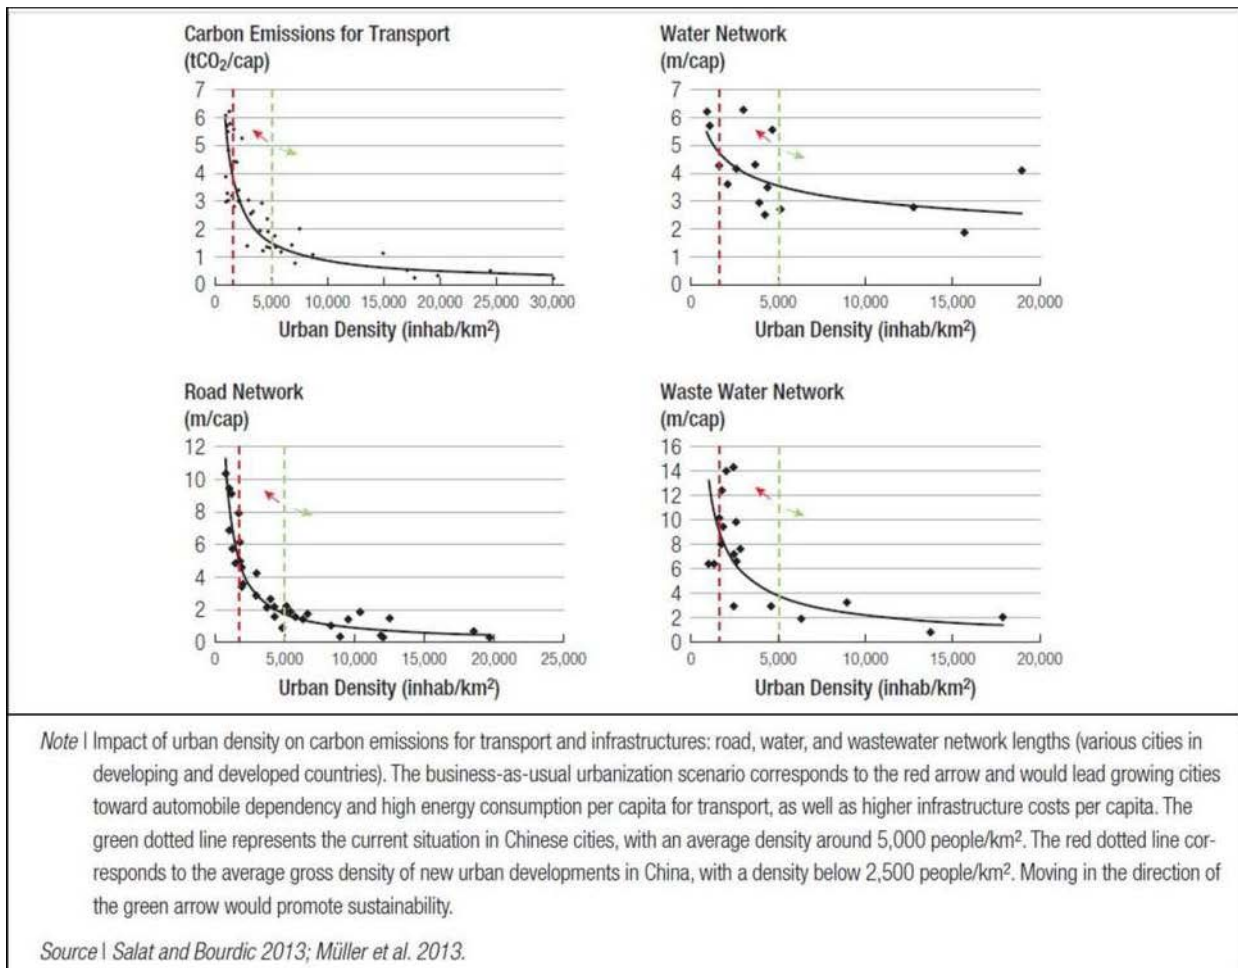 Carbon Emissions for Transport
(tCO₂/cap)
7
6
5
4
3
2
1
0
0 5,000 10,000 15,000 20,000 25,000 30,000
Urban Density (inhab/km²)
Water Network
(m/cap)
7
6
5
4
3
2
1
0
0 5,000 10,000 15,000 20,000
Urban Density (inhab/km²)
Road Network
(m/cap)
12
10
8
6
4
2
0
0 5,000 10,000 15,000 20,000 25,000
Urban Density (inhab/km²)
Waste Water Network
(m/cap)
16
14
12
10
8
6
4
2
0
0 5,000 10,000 15,000 20,000
Urban Density (inhab/km²)
Note | Impact of urban density on carbon emissions for transport and infrastructures: road, water, and wastewater network lengths (various cities in
developing and developed countries). The business-as-usual urbanization scenario corresponds to the red arrow and would lead growing cities
toward automobile dependency and high energy consumption per capita for transport, as well as higher infrastructure costs per capita. The
green dotted line represents the current situation in Chinese cities, with an average density around 5,000 people/km². The red dotted line cor-
responds to the average gross density of new urban developments in China, with a density below 2,500 people/km². Moving in the direction of
the green arrow would promote sustainability.
Source | Salat and Bourdic 2013; Müller et al. 2013.